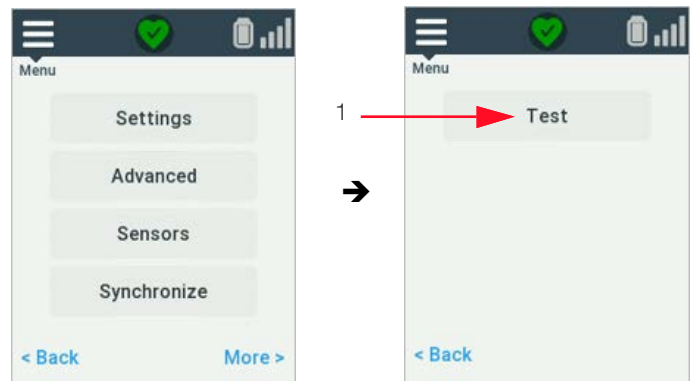 Menu
Settings
Advanced
Sensors
Synchronize
< Back More >
1
➔
Menu
Test
< Back